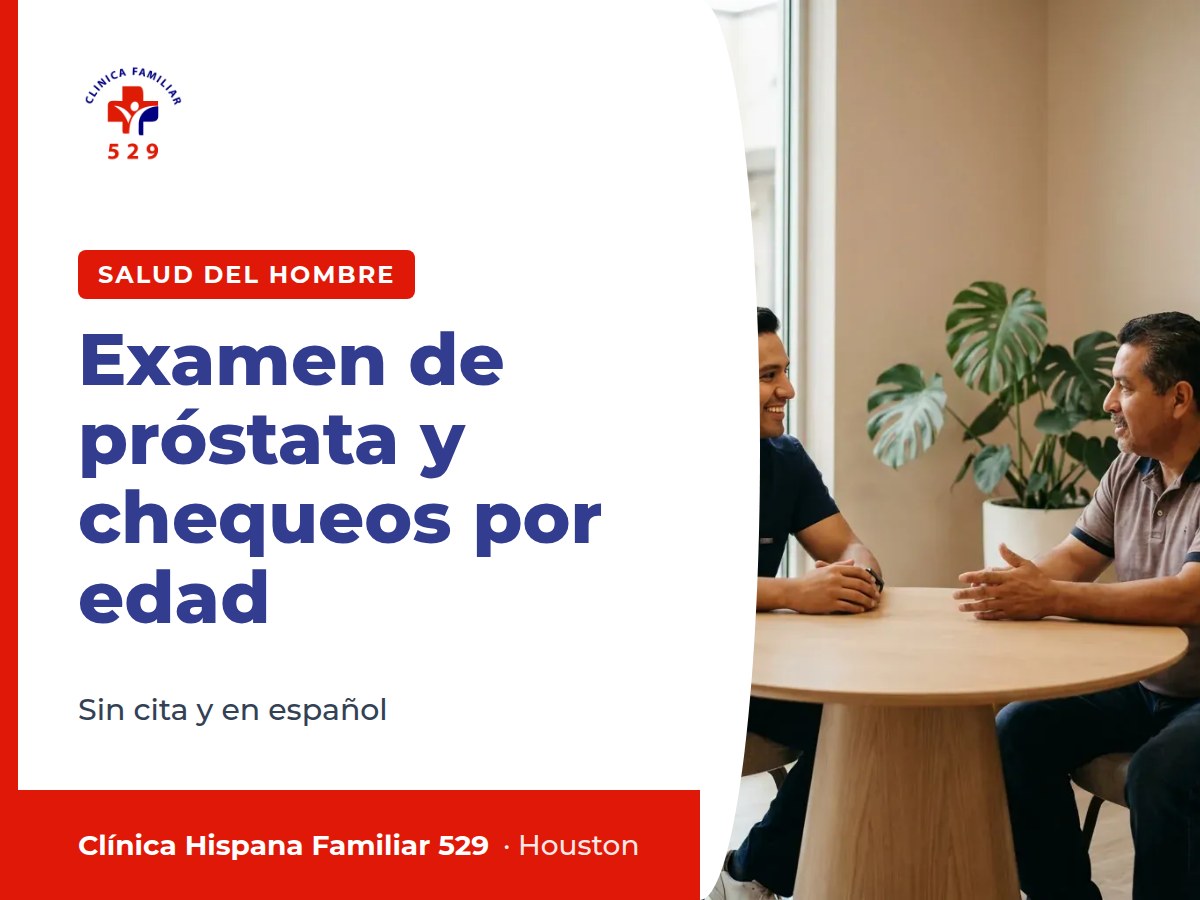 CLINICA FAMILIAR
529
SALUD DEL HOMBRE
Examen de
próstata y
chequeos por
edad
Sin cita y en español
Clínica Hispana Familiar 529 · Houston